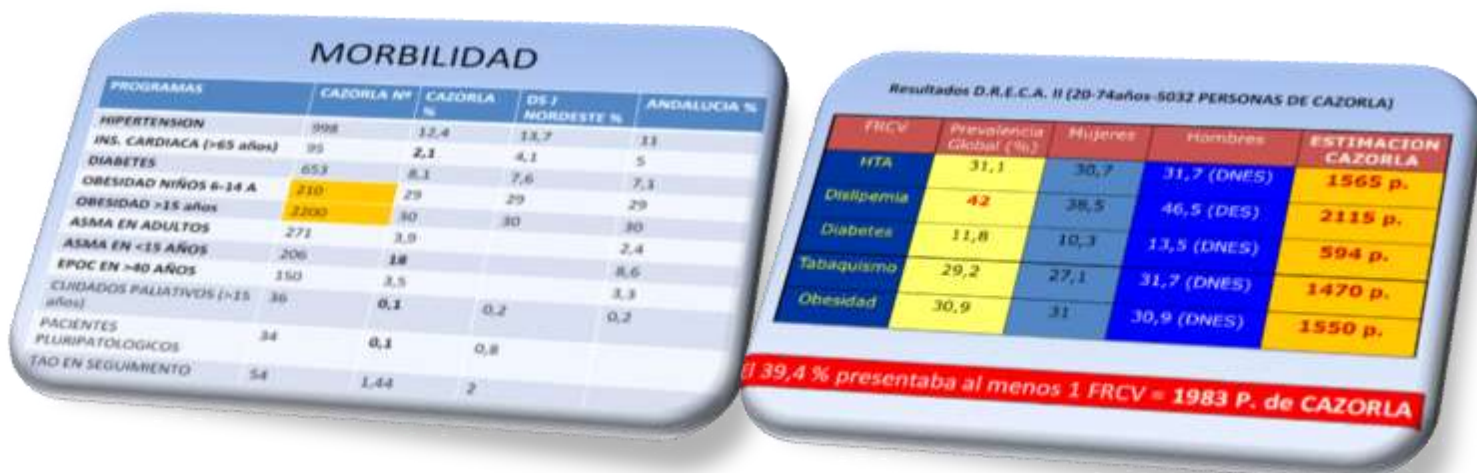 MORBILIDAD
PROGRAMAS CAZORLA Nº CAZORLA % DS J NORDESTE % ANDALUCIA %
HIPERTENSION 998 12,4 13,7 11
INS. CARDIACA (>65 años) 95 2,1 4,1 5
DIABETES 653 8,1 7,6 7,1
OBESIDAD NIÑOS 6-14 A 210 29 29 29
OBESIDAD >15 años 2200 30 30 30
ASMA EN ADULTOS 271 3,9 2,4
ASMA EN <15 AÑOS 206 18 8,6
EPOC EN >40 AÑOS 150 3,5 3,3
CUIDADOS PALIATIVOS (>15 años) 36 0,1 0,2 0,2
PACIENTES PLURIPATOLOGICOS 34 0,1 0,8
TAO EN SEGUIMIENTO 54 1,44 2
Resultados D.R.E.C.A. II (20-74años-5032 PERSONAS DE CAZORLA)
FRCV Prevalencia Global (%) Mujeres Hombres ESTIMACION CAZORLA
HTA 31,1 30,7 31,7 (DNES) 1565 p.
Dislipemia 42 38,5 46,5 (DES) 2115 p.
Diabetes 11,8 10,3 13,5 (DNES) 594 p.
Tabaquismo 29,2 27,1 31,7 (DNES) 1470 p.
Obesidad 30,9 31 30,9 (DNES) 1550 p.
El 39,4 % presentaba al menos 1 FRCV = 1983 P. de CAZORLA